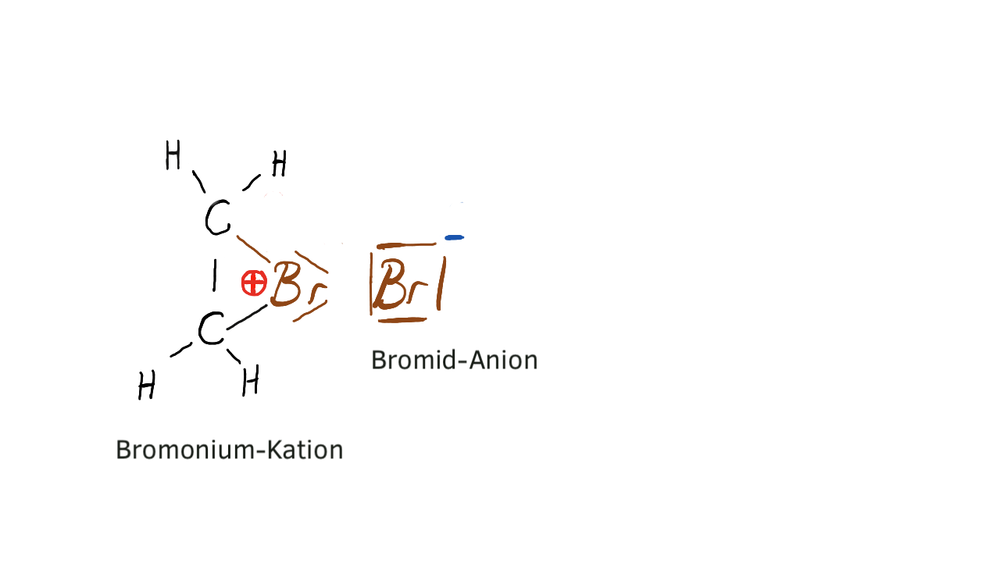 H H
C
⊕ Br Br −
C
Bromid-Anion
H H
Bromonium-Kation